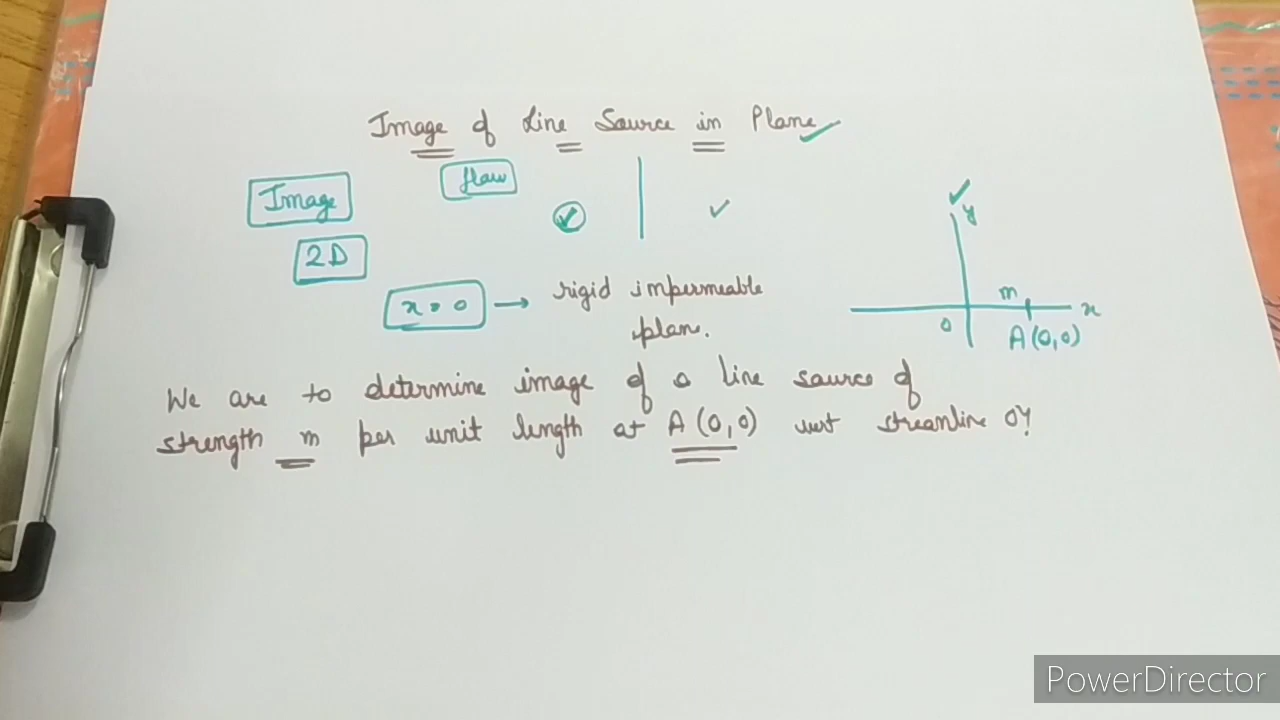 Image of Line Source in Plane
Image
flow
2D
x = 0 → rigid impermeable
plane.
y
m
x
0
A (0,0)
We are to determine image of a line source of
strength m per unit length at A (0,0) wrt streamline OY
PowerDirector